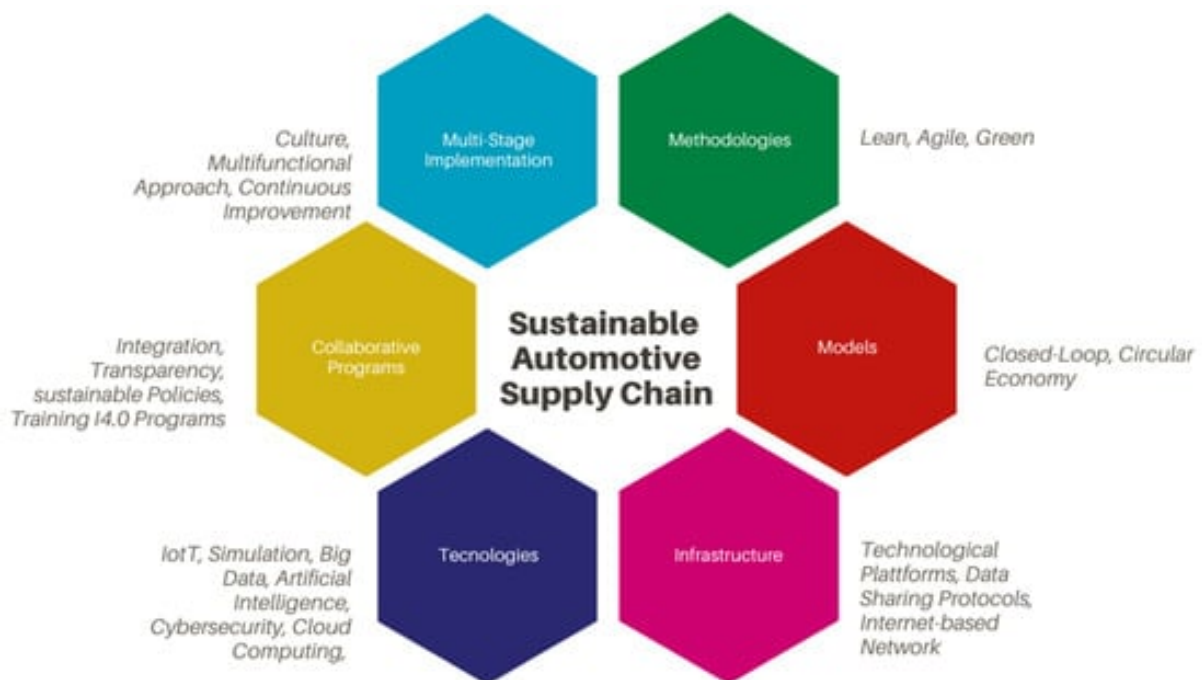 Culture,
Multifunctional
Approach, Continuous
Improvement
Multi-Stage
Implementation
Methodologies
Lean, Agile, Green
Integration,
Transparency,
sustainable Policies,
Training I4.0 Programs
Collaborative
Programs
Sustainable
Automotive
Supply Chain
Models
Closed-Loop, Circular
Economy
IotT, Simulation, Big
Data, Artificial
Intelligence,
Cybersecurity, Cloud
Computing,
Tecnologies
Infrastructure
Technological
Plattforms, Data
Sharing Protocols,
Internet-based
Network